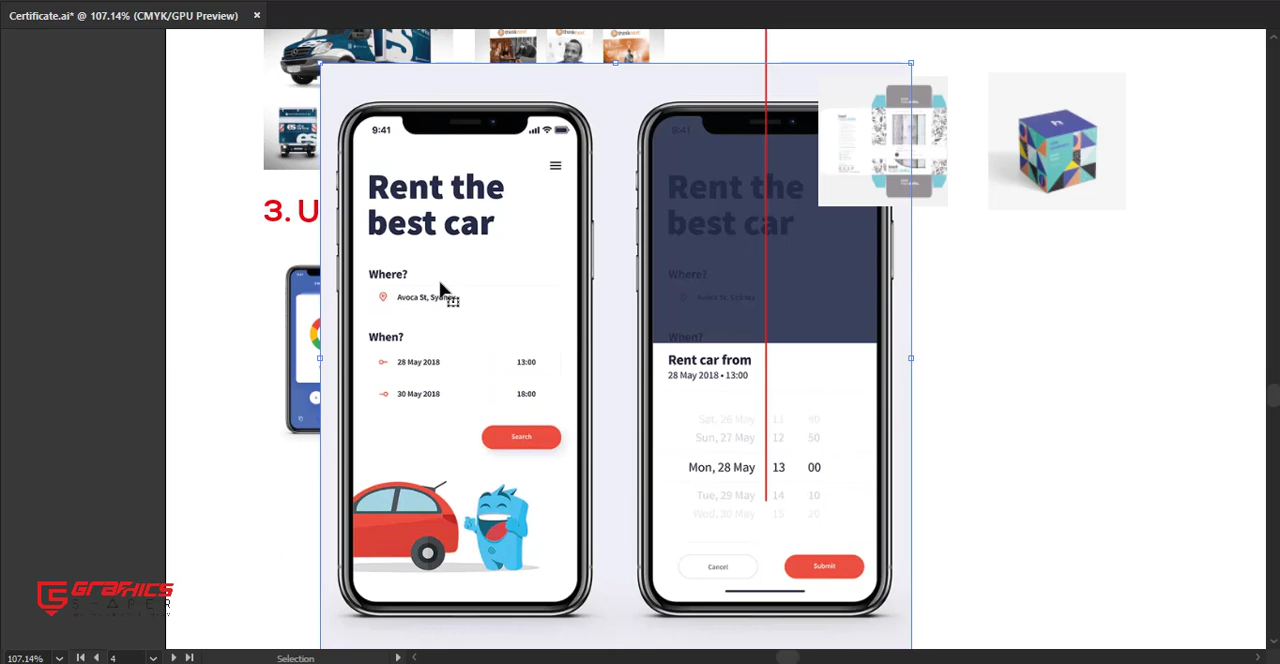 Certificate.ai* @ 107.14% (CMYK/GPU Preview) ×
3. U
9:41
Rent the
best car
Where?
Avoca St, Sydney
When?
28 May 2018 13:00
30 May 2018 18:00
Search
9:41
Rent the
best car
Where?
Avoca St, Sydney
When?
Rent car from
28 May 2018 • 13:00
Sat, 26 May 11 40
Sun, 27 May 12 50
Mon, 28 May 13 00
Tue, 29 May 14 10
Wed, 30 May 15 20
Cancel
Submit
GRAPHICS
SHAPER
107.14%
4
Selection